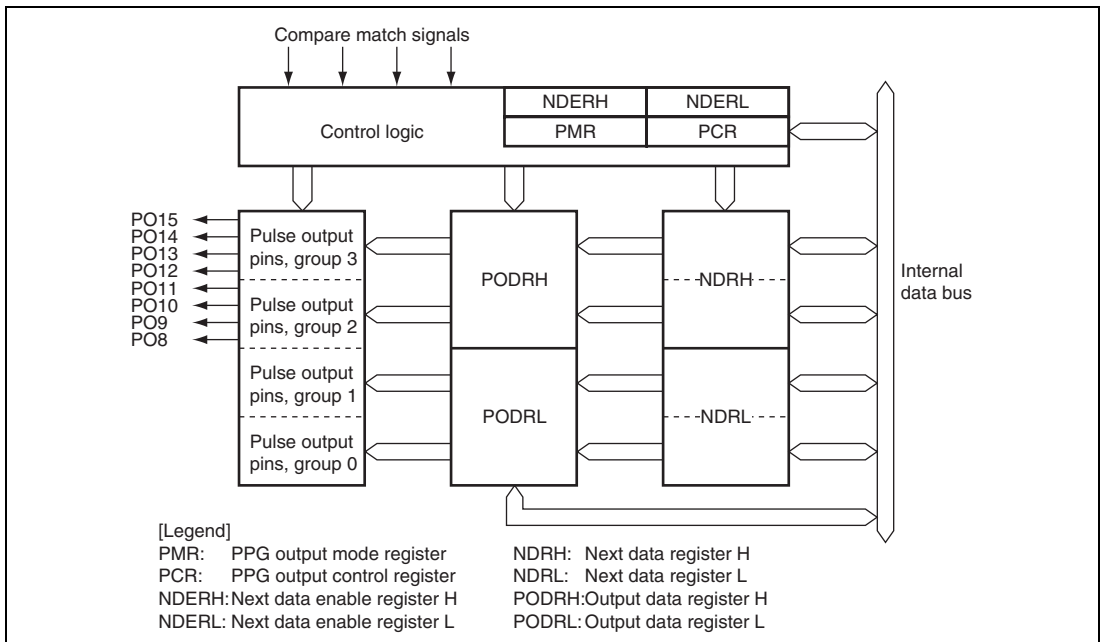 Compare match signals
NDERH NDERL
Control logic PMR PCR
PO15
PO14
PO13
PO12
PO11
PO10
PO9
PO8
Pulse output
pins, group 3
Pulse output
pins, group 2
Pulse output
pins, group 1
Pulse output
pins, group 0
PODRH
PODRL
NDRH
NDRL
Internal
data bus
[Legend]
PMR: PPG output mode register
PCR: PPG output control register
NDERH: Next data enable register H
NDERL: Next data enable register L
NDRH: Next data register H
NDRL: Next data register L
PODRH: Output data register H
PODRL: Output data register L